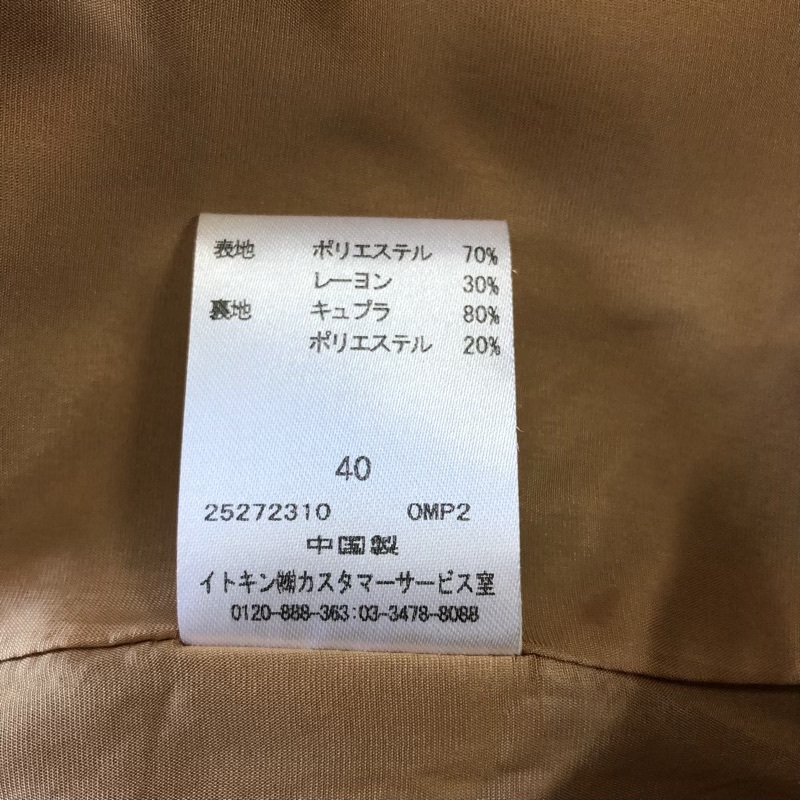 表地 ポリエステル 70%
レーヨン 30%
裏地 キュプラ 80%
ポリエステル 20%
40
25272310 OMP2
中国製
イトキン㈱カスタマーサービス室
0120-888-363:03-3478-8088